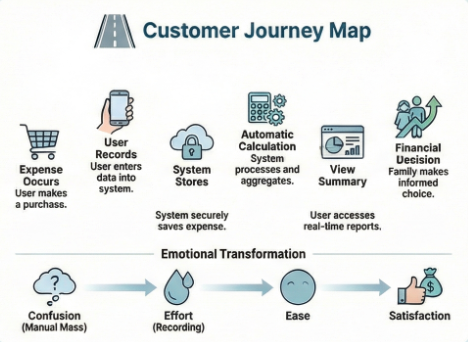 Customer Journey Map
Expense
Occurs
User makes
a purchase.
User
Records
User enters
data into
system.
System
Stores
System securely
saves expense.
Automatic
Calculation
System
processes and
aggregates.
View
Summary
User accesses
real-time reports.
Financial
Decision
Family makes
informed
choice.
Emotional Transformation
?
Confusion
(Manual Mass)
Effort
(Recording)
Ease
$
Satisfaction